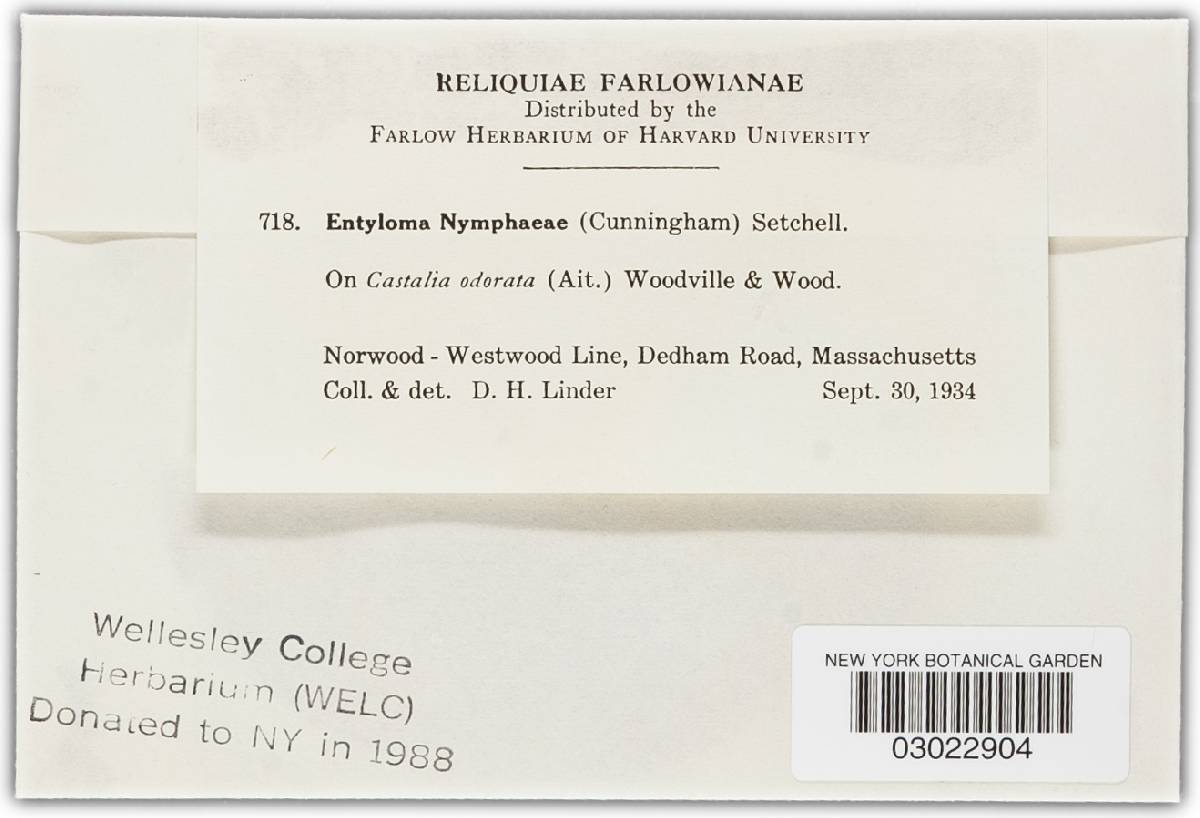 RELIQUIAE FARLOWIANAE
Distributed by the
FARLOW HERBARIUM OF HARVARD UNIVERSITY
718. Entyloma Nymphaeae (Cunningham) Setchell.
On Castalia odorata (Ait.) Woodville & Wood.
Norwood - Westwood Line, Dedham Road, Massachusetts
Coll. & det. D. H. Linder Sept. 30, 1934
Wellesley College
Herbarium (WELC)
Donated to NY in 1988
NEW YORK BOTANICAL GARDEN
03022904